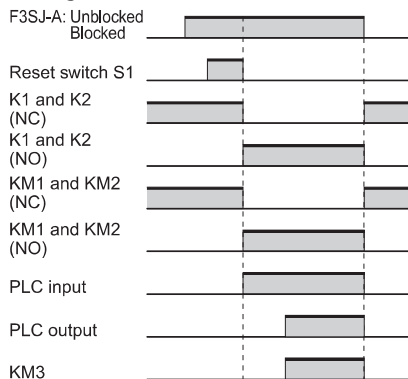 F3SJ-A: Unblocked
Blocked
Reset switch S1
K1 and K2
(NC)
K1 and K2
(NO)
KM1 and KM2
(NC)
KM1 and KM2
(NO)
PLC input
PLC output
KM3